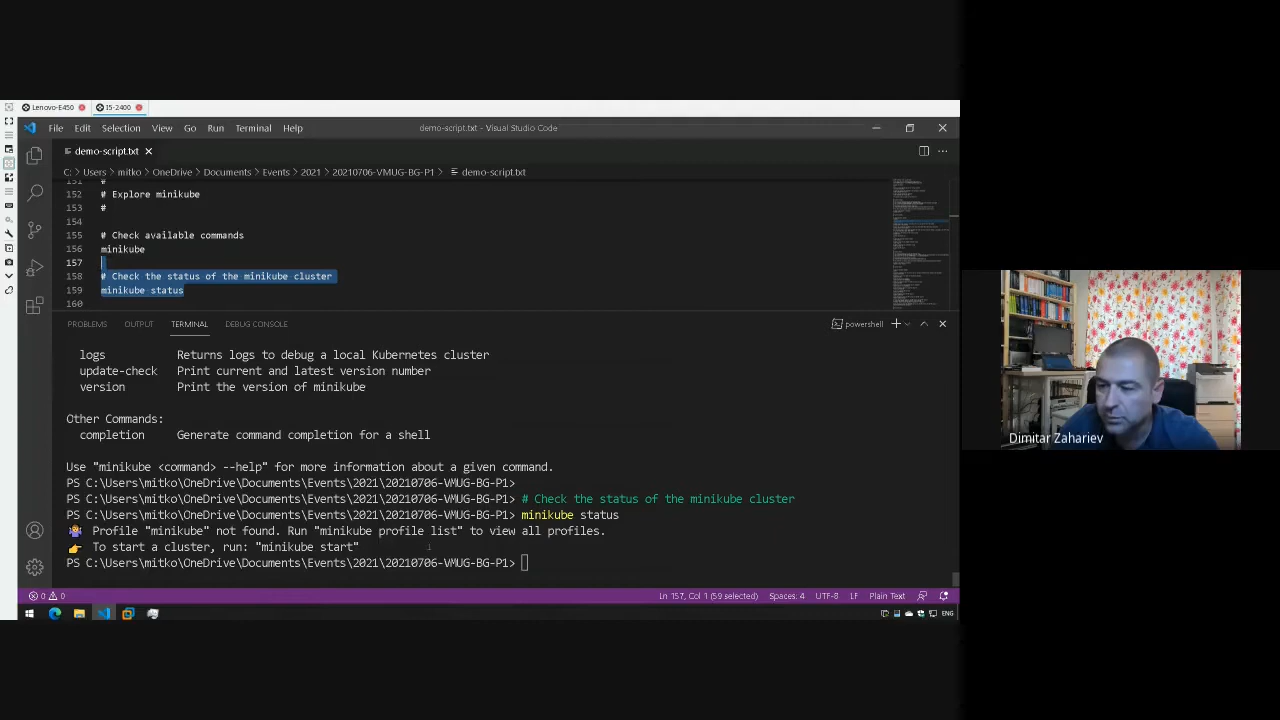 Lenovo-E450
I5-2400
File Edit Selection View Go Run Terminal Help
demo-script.txt - Visual Studio Code
demo-script.txt
C: > Users > mitko > OneDrive > Documents > Events > 2021 > 20210706-VMUG-BG-P1 > demo-script.txt
151 #
152 # Explore minikube
153 #
154
155 # Check available commands
156 minikube
157
158 # Check the status of the minikube cluster
159 minikube status
160
PROBLEMS OUTPUT TERMINAL DEBUG CONSOLE
powershell
logs Returns logs to debug a local Kubernetes cluster
update-check Print current and latest version number
version Print the version of minikube
Other Commands:
completion Generate command completion for a shell
Use "minikube <command> --help" for more information about a given command.
PS C:\Users\mitko\OneDrive\Documents\Events\2021\20210706-VMUG-BG-P1>
PS C:\Users\mitko\OneDrive\Documents\Events\2021\20210706-VMUG-BG-P1> # Check the status of the minikube cluster
PS C:\Users\mitko\OneDrive\Documents\Events\2021\20210706-VMUG-BG-P1> minikube status
🤷 Profile "minikube" not found. Run "minikube profile list" to view all profiles.
👉 To start a cluster, run: "minikube start"
PS C:\Users\mitko\OneDrive\Documents\Events\2021\20210706-VMUG-BG-P1>
0 0
Ln 157, Col 1 (59 selected) Spaces: 4 UTF-8 LF Plain Text
ENG
Dimitar Zahariev